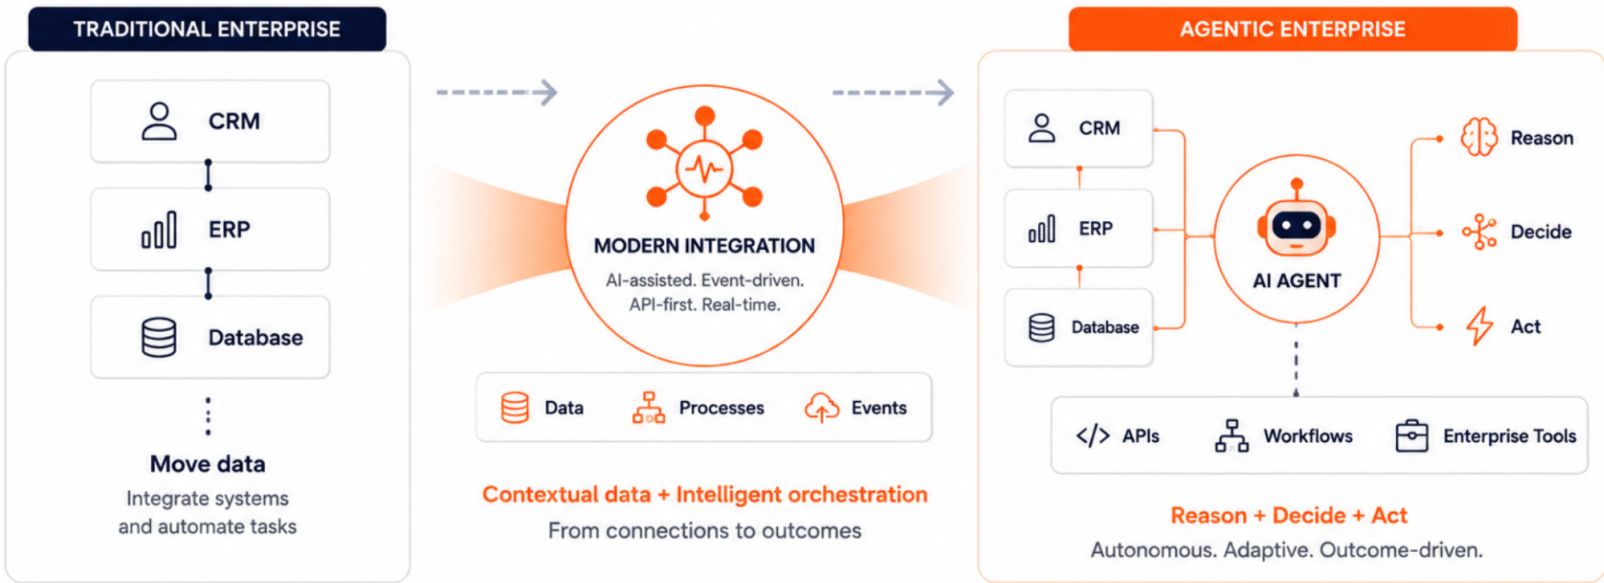 TRADITIONAL ENTERPRISE
CRM
ERP
Database
Move data
Integrate systems
and automate tasks
MODERN INTEGRATION
AI-assisted. Event-driven.
API-first. Real-time.
Data
Processes
Events
Contextual data + Intelligent orchestration
From connections to outcomes
AGENTIC ENTERPRISE
CRM
ERP
Database
AI AGENT
Reason
Decide
Act
APIs
Workflows
Enterprise Tools
Reason + Decide + Act
Autonomous. Adaptive. Outcome-driven.